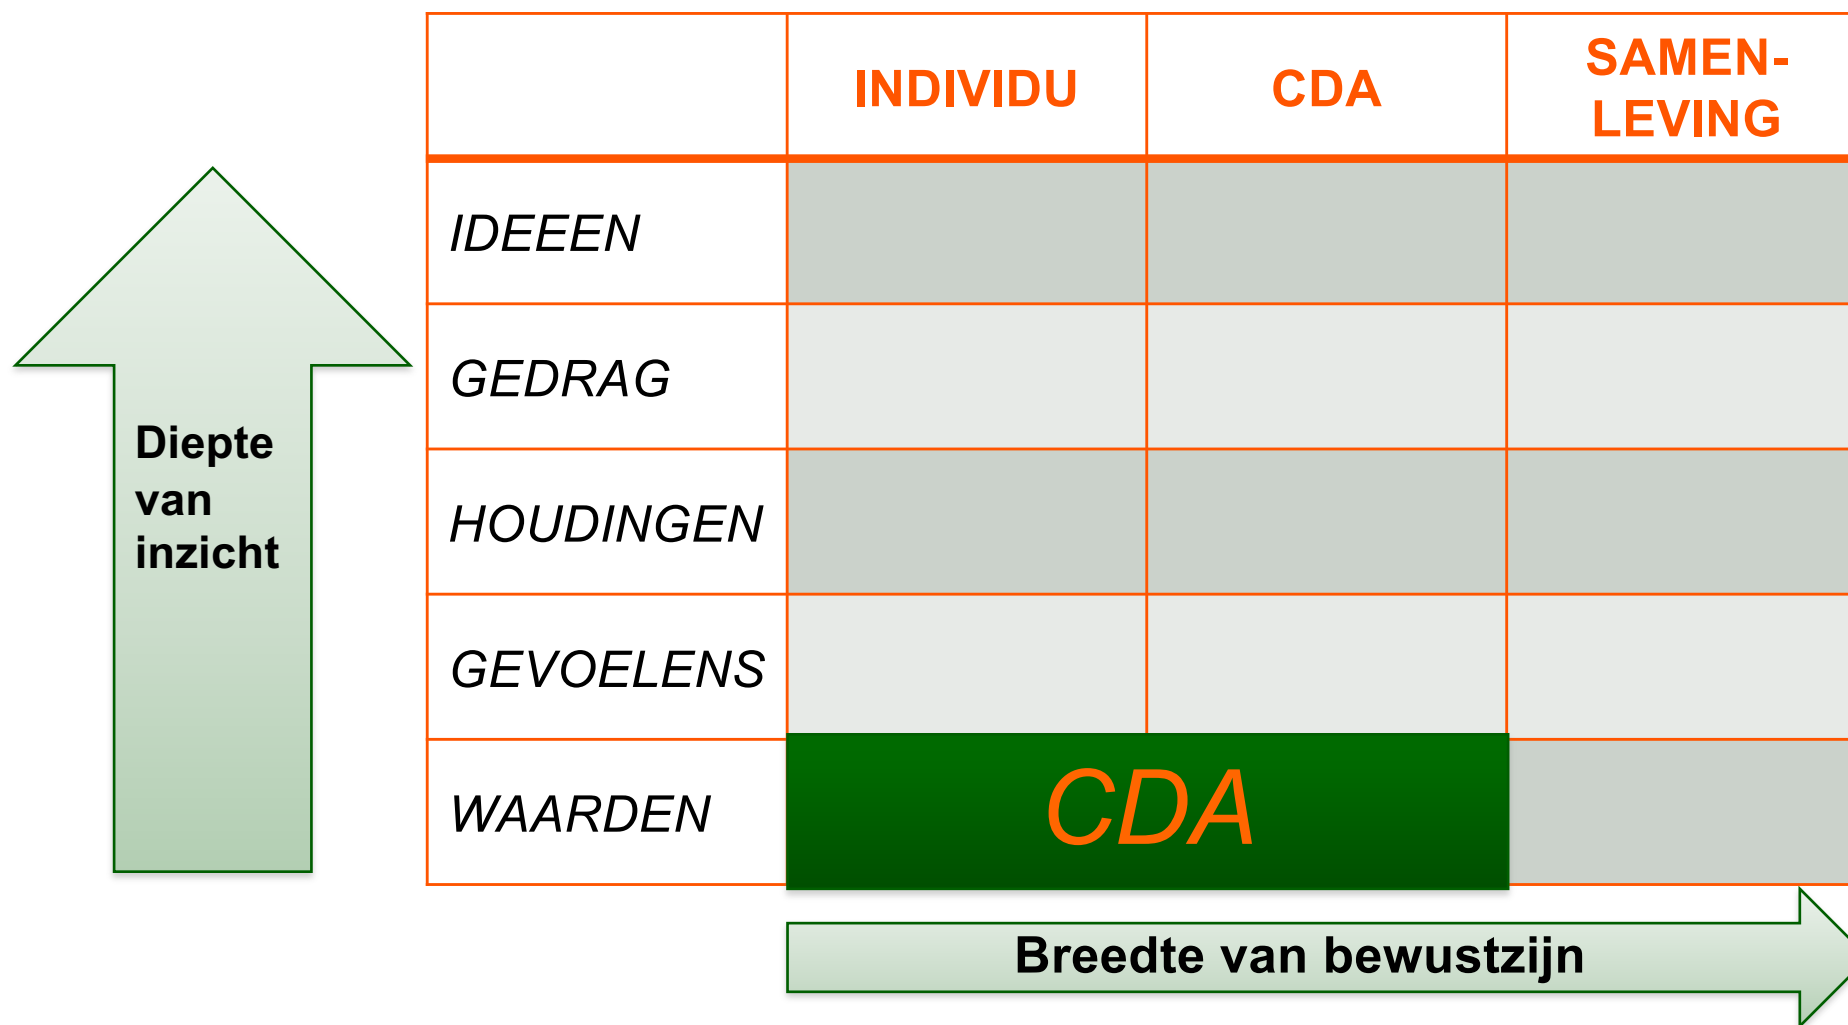 INDIVIDU
CDA
SAMEN-
LEVING
IDEEEN
GEDRAG
Diepte
van
inzicht
HOUDINGEN
GEVOELENS
WAARDEN
CDA
Breedte van bewustzijn